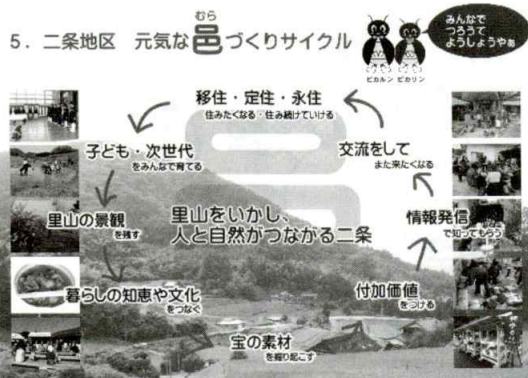 むら
5. 二条地区 元気な邑づくりサイクル
みんなで
つろうて
ようしょうやぁ
ピカルン ピカリン
移住・定住・永住
住みたくなる・住み続けていける
子ども・次世代
をみんなで育てる
交流をして
また来たくなる
里山の景観
を残す
里山をいかし、
人と自然がつながる二条
情報発信
で知ってもらう
暮らしの知恵や文化
をつなぐ
付加価値
をつける
宝の素材
を掘り起こす